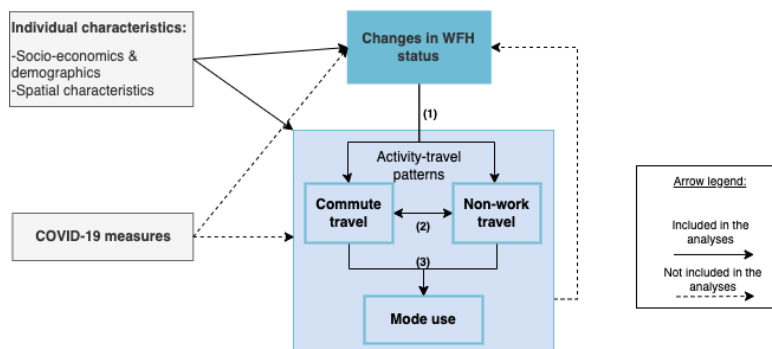 Individual characteristics:
-Socio-economics &
demographics
-Spatial characteristics
Changes in WFH
status
(1)
Activity-travel
patterns
Commute
travel
(2)
Non-work
travel
(3)
Mode use
COVID-19 measures
Arrow legend:
Included in the
analyses
Not included in the
analyses